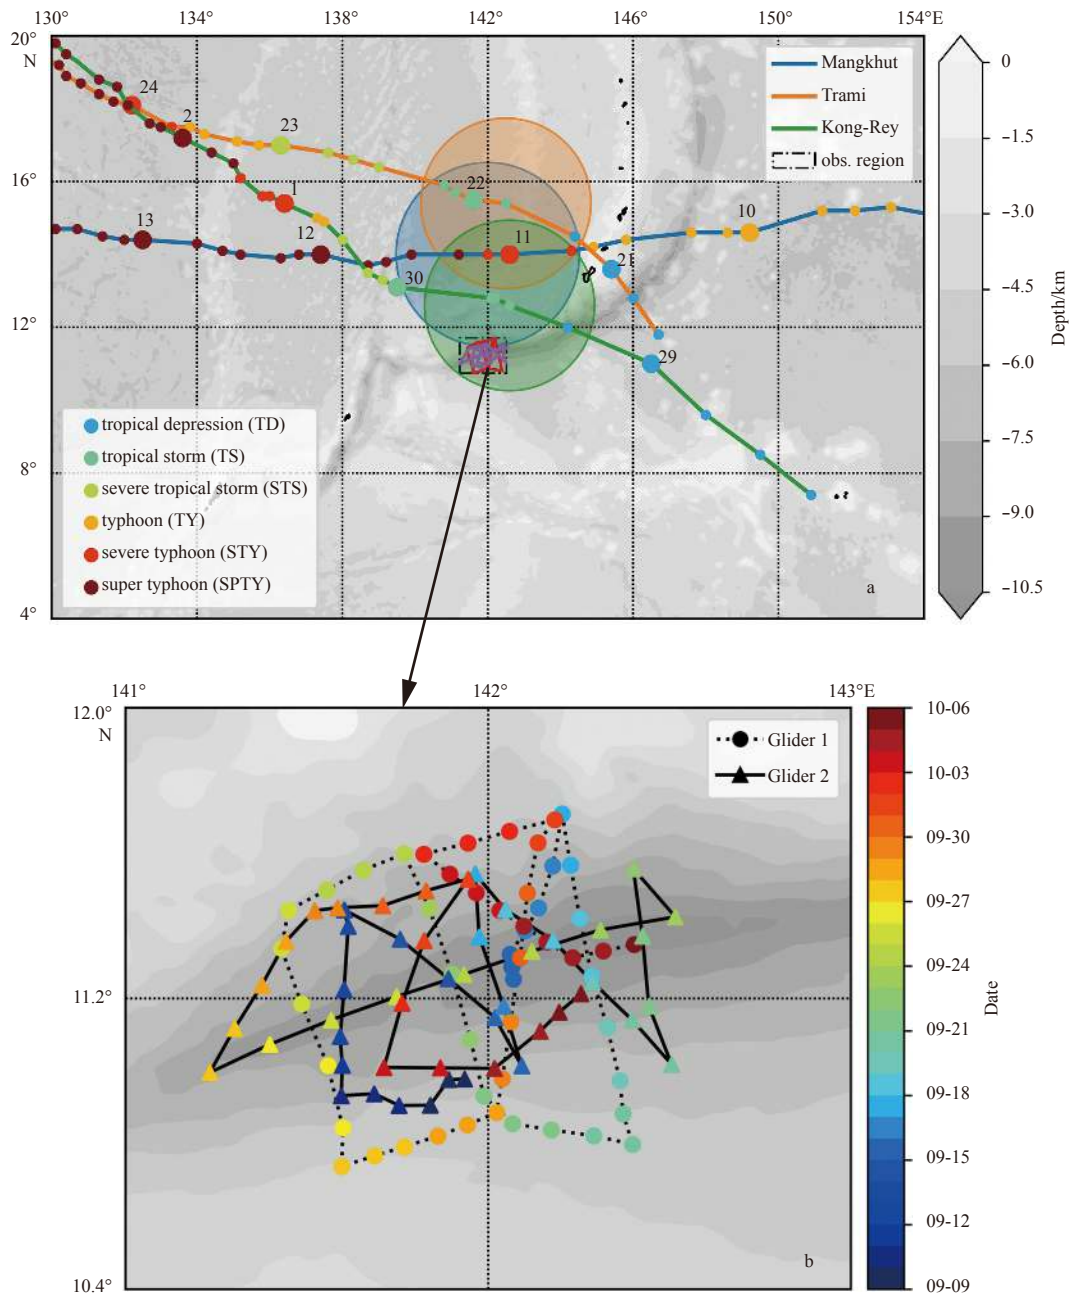 130 134 138 142 146 150 154°E
20°
N
16°
12°
8°
4°
24
2
23
1
22
13
12
11
10
21
30
29
Mangkhut
Trami
Kong-Rey
obs. region
tropical depression (TD)
tropical storm (TS)
severe tropical storm (STS)
typhoon (TY)
severe typhoon (STY)
super typhoon (SPTY)
a
0
−1.5
−3.0
−4.5
−6.0
−7.5
−9.0
−10.5
Depth/km
141° 142° 143°E
12.0°
N
11.2°
10.4°
Glider 1
Glider 2
b
10-06
10-03
09-30
09-27
09-24
09-21
09-18
09-15
09-12
09-09
Date